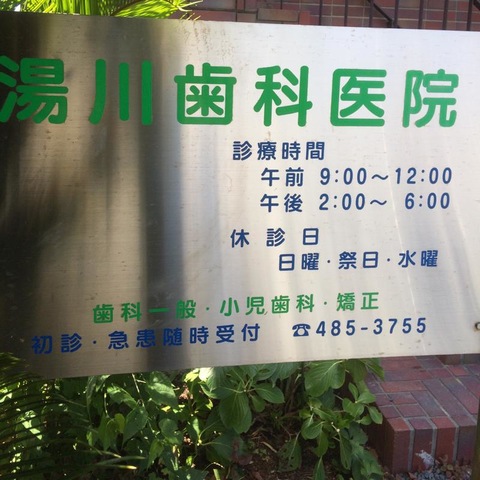 湯川歯科医院
診療時間
午前 9:00～12:00
午後 2:00～ 6:00
休診日
日曜・祭日・水曜
歯科一般・小児歯科・矯正
初診・急患随時受付 ☎485-3755